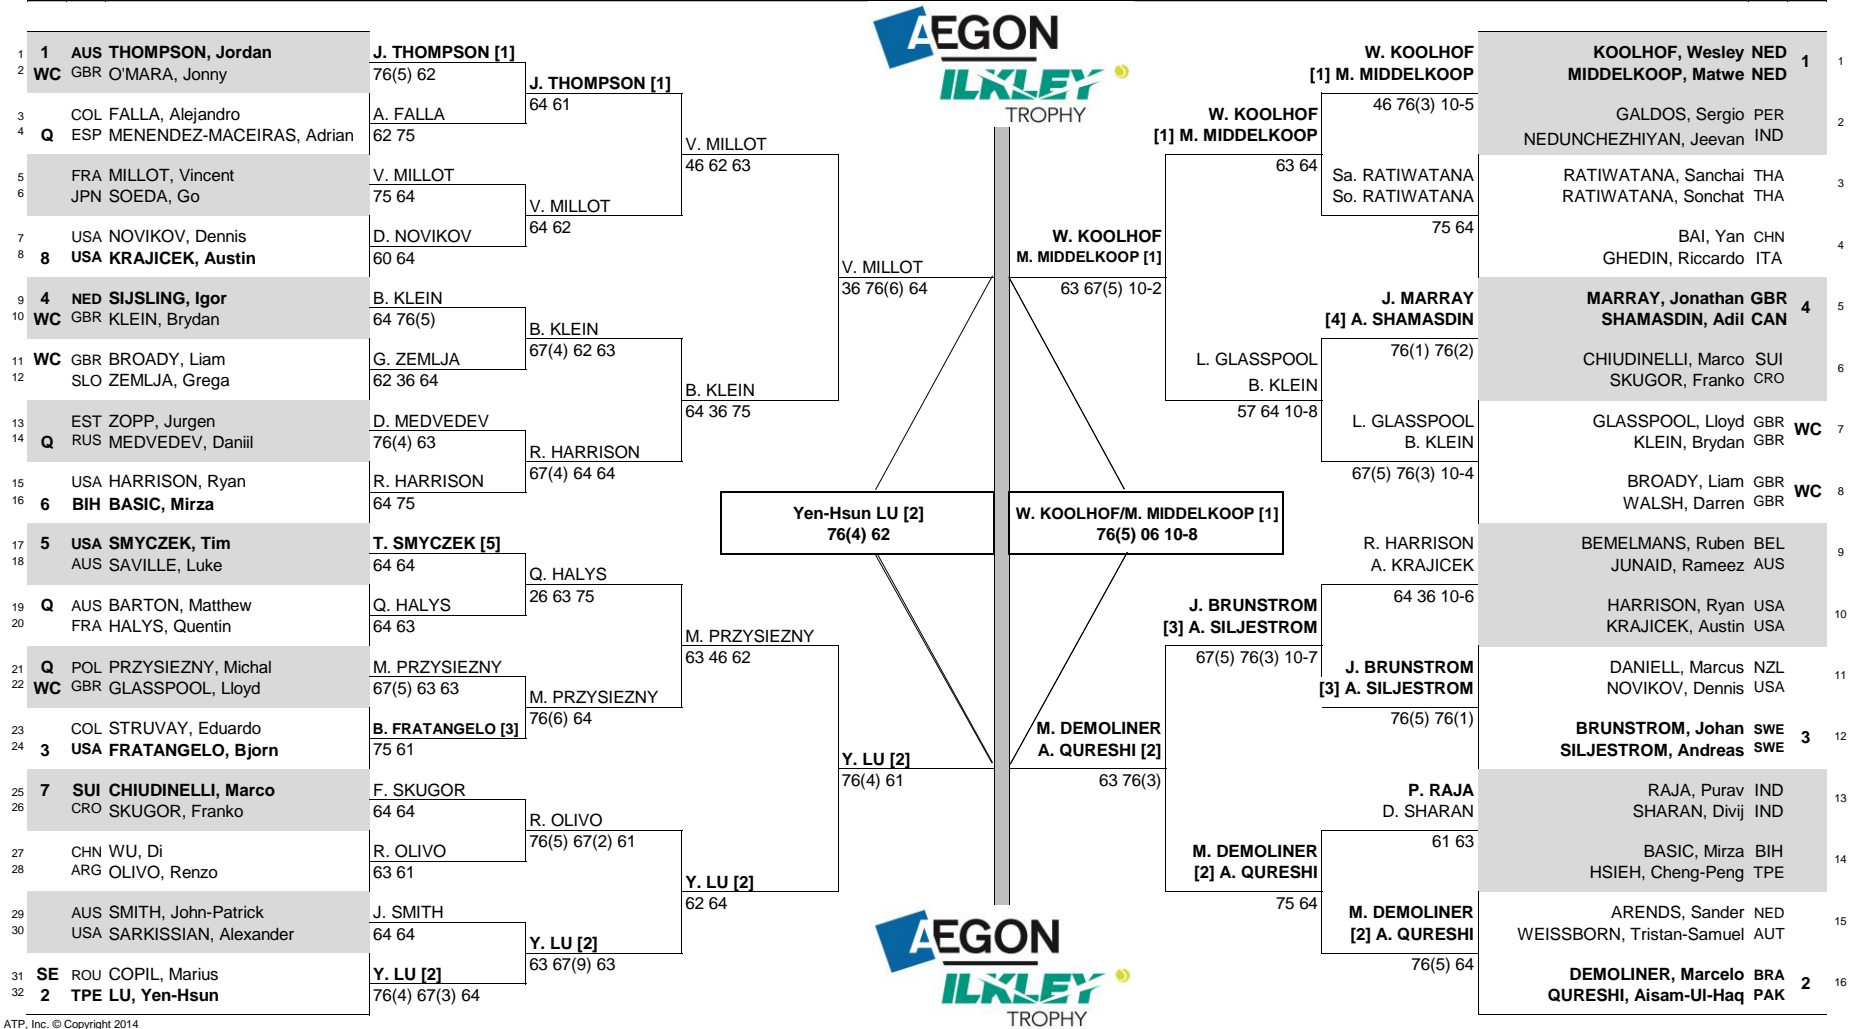 AEGON
ILKLEY
TROPHY
1 1 AUS THOMPSON, Jordan
2 WC GBR O'MARA, Jonny
3 COL FALLA, Alejandro
4 Q ESP MENENDEZ-MACEIRAS, Adrian
5 FRA MILLOT, Vincent
6 JPN SOEDA, Go
7 USA NOVIKOV, Dennis
8 8 USA KRAJICEK, Austin
9 4 NED SIJSLING, Igor
10 WC GBR KLEIN, Brydan
11 WC GBR BROADY, Liam
12 SLO ZEMLJA, Grega
13 EST ZOPP, Jurgen
14 Q RUS MEDVEDEV, Daniil
15 USA HARRISON, Ryan
16 6 BIH BASIC, Mirza
17 5 USA SMYCZEK, Tim
18 AUS SAVILLE, Luke
19 Q AUS BARTON, Matthew
20 FRA HALYS, Quentin
21 Q POL PRZYSIEZNY, Michal
22 WC GBR GLASSPOOL, Lloyd
23 COL STRUVAY, Eduardo
24 3 USA FRATANGELO, Bjorn
25 7 SUI CHIUDINELLI, Marco
26 CRO SKUGOR, Franko
27 CHN WU, Di
28 ARG OLIVO, Renzo
29 AUS SMITH, John-Patrick
30 USA SARKISSIAN, Alexander
31 SE ROU COPIL, Marius
32 2 TPE LU, Yen-Hsun
J. THOMPSON [1]
76(5) 62
A. FALLA
62 75
V. MILLOT
75 64
D. NOVIKOV
60 64
B. KLEIN
64 76(5)
G. ZEMLJA
62 36 64
D. MEDVEDEV
76(4) 63
R. HARRISON
64 75
T. SMYCZEK [5]
64 64
Q. HALYS
64 63
M. PRZYSIEZNY
67(5) 63 63
B. FRATANGELO [3]
75 61
F. SKUGOR
64 64
R. OLIVO
63 61
J. SMITH
64 64
Y. LU [2]
76(4) 67(3) 64
J. THOMPSON [1]
64 61
V. MILLOT
64 62
B. KLEIN
67(4) 62 63
R. HARRISON
67(4) 64 64
Q. HALYS
26 63 75
M. PRZYSIEZNY
76(6) 64
R. OLIVO
76(5) 67(2) 61
Y. LU [2]
63 67(9) 63
V. MILLOT
46 62 63
B. KLEIN
64 36 75
M. PRZYSIEZNY
63 46 62
Y. LU [2]
62 64
V. MILLOT
36 76(6) 64
Y. LU [2]
76(4) 61
Yen-Hsun LU [2]
76(4) 62
W. KOOLHOF/M. MIDDELKOOP [1]
76(5) 06 10-8
W. KOOLHOF
M. MIDDELKOOP [1]
63 67(5) 10-2
M. DEMOLINER
A. QURESHI [2]
63 76(3)
W. KOOLHOF
[1] M. MIDDELKOOP
63 64
L. GLASSPOOL
B. KLEIN
57 64 10-8
J. BRUNSTROM
[3] A. SILJESTROM
67(5) 76(3) 10-7
M. DEMOLINER
[2] A. QURESHI
75 64
W. KOOLHOF
[1] M. MIDDELKOOP
46 76(3) 10-5
Sa. RATIWATANA
So. RATIWATANA
75 64
J. MARRAY
[4] A. SHAMASDIN
76(1) 76(2)
L. GLASSPOOL
B. KLEIN
67(5) 76(3) 10-4
R. HARRISON
A. KRAJICEK
64 36 10-6
J. BRUNSTROM
[3] A. SILJESTROM
76(5) 76(1)
P. RAJA
D. SHARAN
61 63
M. DEMOLINER
[2] A. QURESHI
76(5) 64
KOOLHOF, Wesley NED 1 1
MIDDELKOOP, Matwe NED
GALDOS, Sergio PER 2
NEDUNCHEZHIYAN, Jeevan IND
RATIWATANA, Sanchai THA 3
RATIWATANA, Sonchat THA
BAI, Yan CHN 4
GHEDIN, Riccardo ITA
MARRAY, Jonathan GBR 4 5
SHAMASDIN, Adil CAN
CHIUDINELLI, Marco SUI 6
SKUGOR, Franko CRO
GLASSPOOL, Lloyd GBR WC 7
KLEIN, Brydan GBR
BROADY, Liam GBR WC 8
WALSH, Darren GBR
BEMELMANS, Ruben BEL 9
JUNAID, Rameez AUS
HARRISON, Ryan USA 10
KRAJICEK, Austin USA
DANIELL, Marcus NZL 11
NOVIKOV, Dennis USA
BRUNSTROM, Johan SWE 3 12
SILJESTROM, Andreas SWE
RAJA, Purav IND 13
SHARAN, Divij IND
BASIC, Mirza BIH 14
HSIEH, Cheng-Peng TPE
ARENDS, Sander NED 15
WEISSBORN, Tristan-Samuel AUT
DEMOLINER, Marcelo BRA 2 16
QURESHI, Aisam-Ul-Haq PAK
AEGON
ILKLEY
TROPHY
ATP, Inc. © Copyright 2014